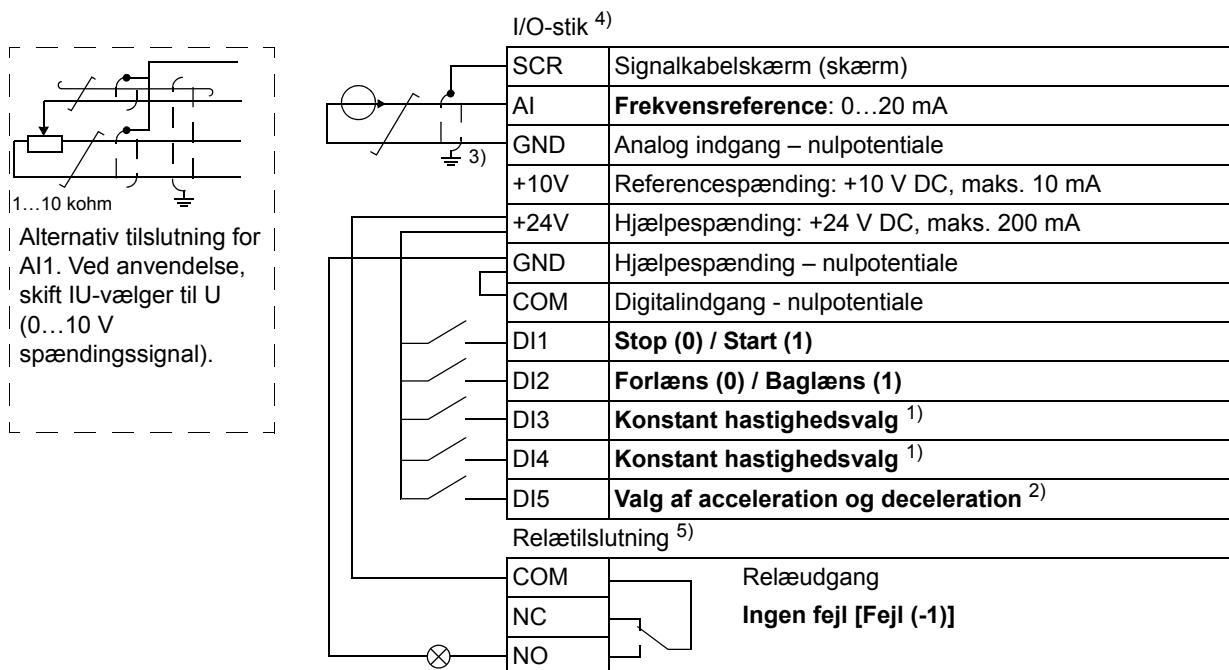 I/O-stik 4)
SCR Signalkabelskærm (skærm)
AI Frekvensreference: 0…20 mA
GND Analog indgang – nulpotentiale
3)
+10V Referencespænding: +10 V DC, maks. 10 mA
+24V Hjælpespænding: +24 V DC, maks. 200 mA
GND Hjælpespænding – nulpotentiale
COM Digitalindgang - nulpotentiale
DI1 Stop (0) / Start (1)
DI2 Forlæns (0) / Baglæns (1)
DI3 Konstant hastighedsvalg 1)
DI4 Konstant hastighedsvalg 1)
DI5 Valg af acceleration og deceleration 2)
Relætilslutning 5)
COM Relæudgang
NC Ingen fejl [Fejl (-1)]
NO
1…10 kohm
Alternativ tilslutning for
AI1. Ved anvendelse,
skift IU-vælger til U
(0…10 V
spændingssignal).